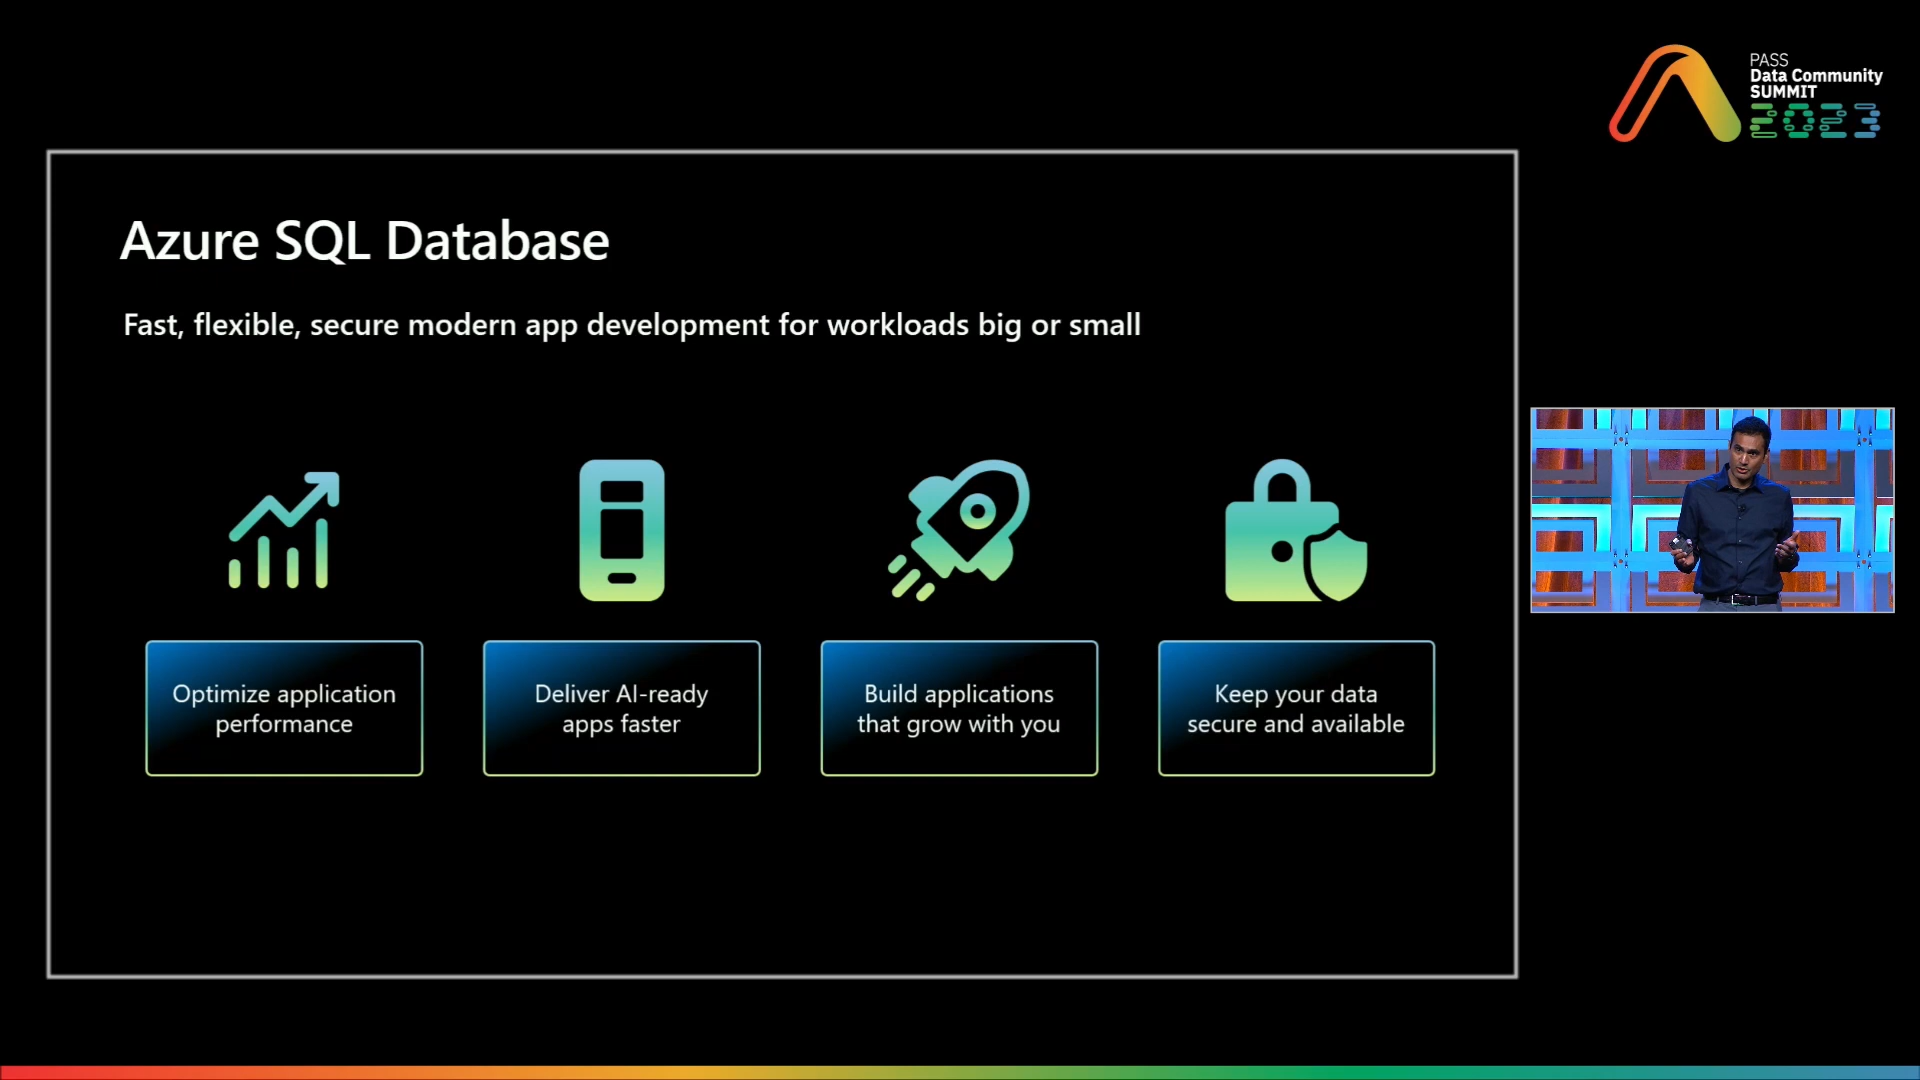 PASS
Data Community
SUMMIT
2023
Azure SQL Database
Fast, flexible, secure modern app development for workloads big or small
Optimize application
performance
Deliver AI-ready
apps faster
Build applications
that grow with you
Keep your data
secure and available